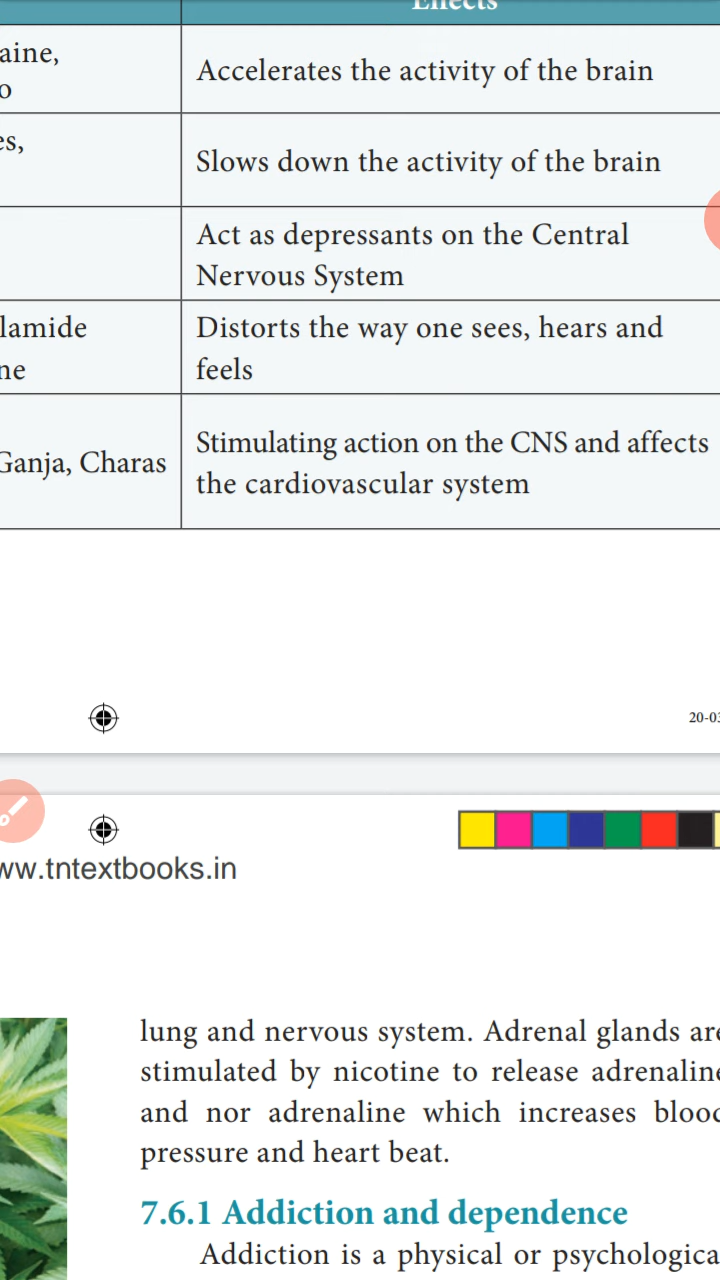 Effects
aine,
o
Accelerates the activity of the brain
es,
Slows down the activity of the brain
Act as depressants on the Central
Nervous System
lamide
ne
Distorts the way one sees, hears and
feels
Ganja, Charas
Stimulating action on the CNS and affects
the cardiovascular system
20-03
ww.tntextbooks.in
lung and nervous system. Adrenal glands are
stimulated by nicotine to release adrenaline
and nor adrenaline which increases blood
pressure and heart beat.
7.6.1 Addiction and dependence
Addiction is a physical or psychologica